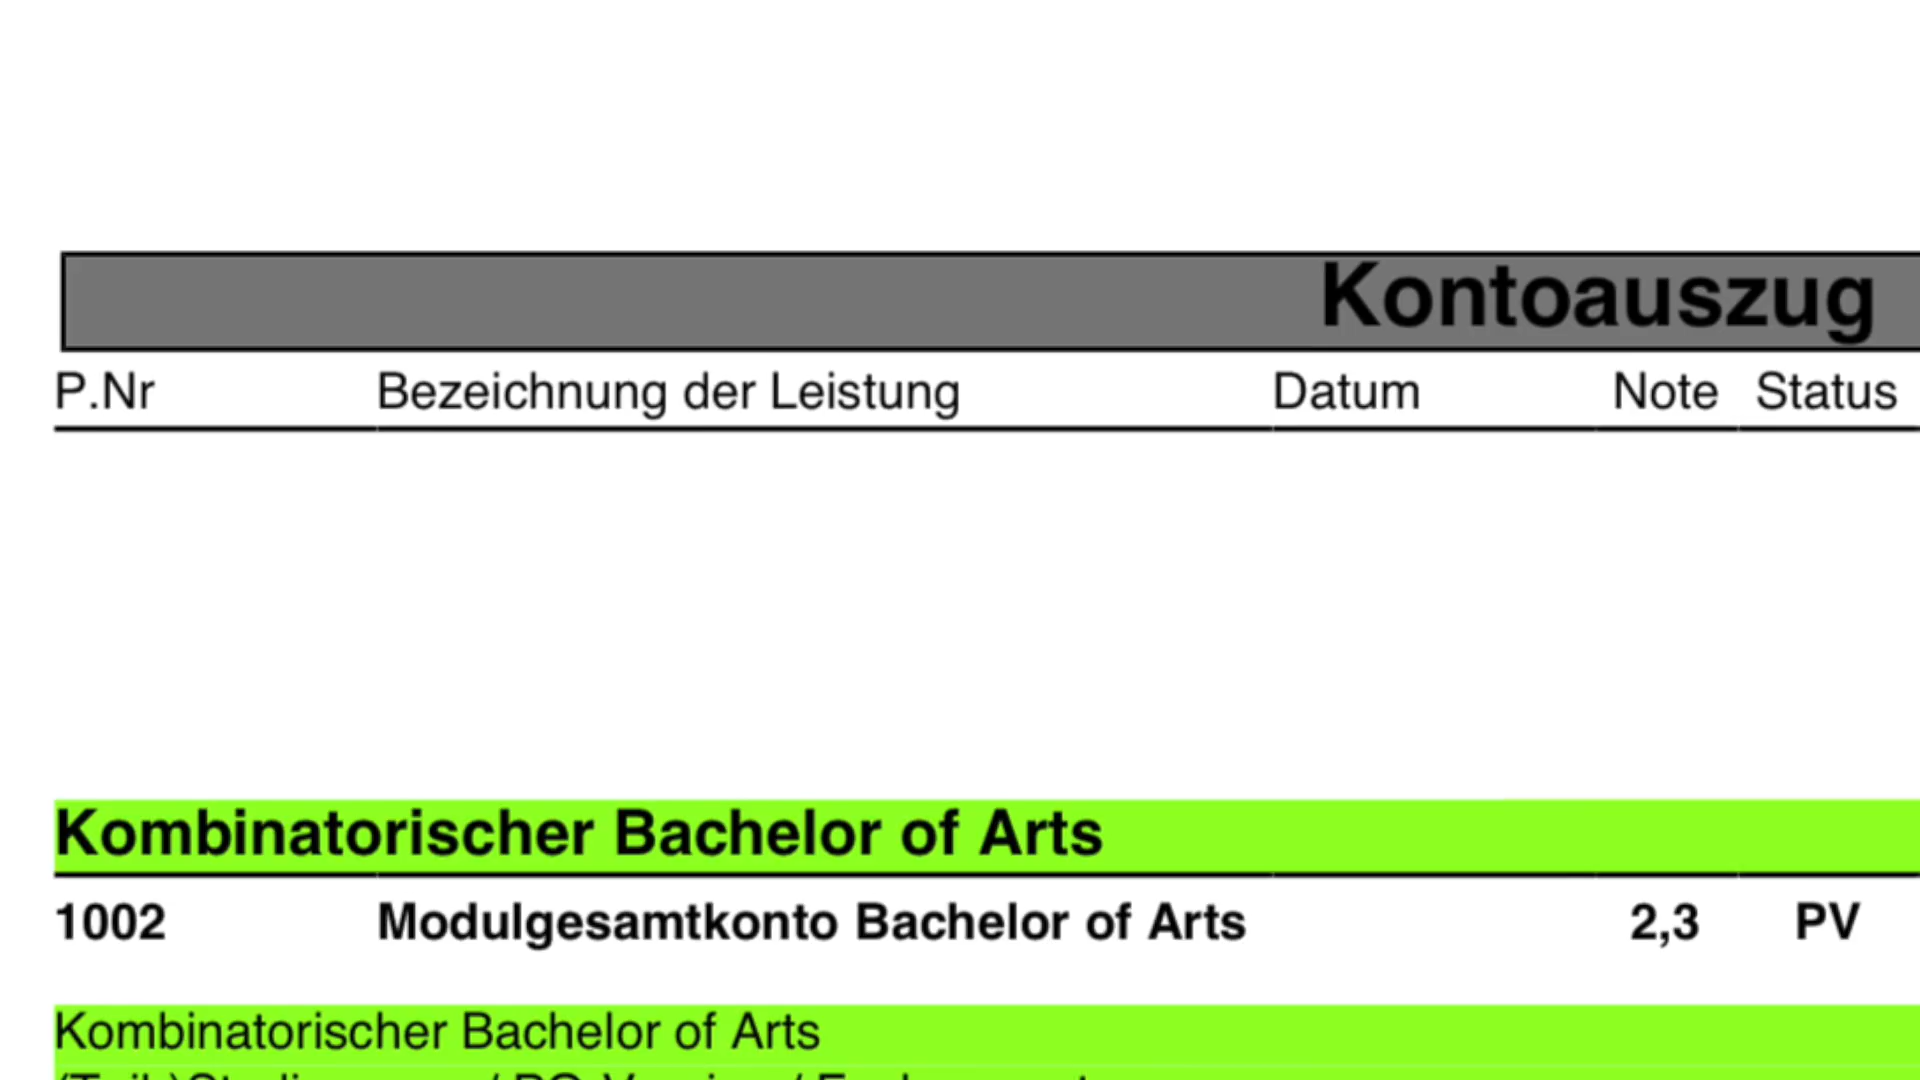 Kontoauszug
P.Nr Bezeichnung der Leistung Datum Note Status
Kombinatorischer Bachelor of Arts
1002 Modulgesamtkonto Bachelor of Arts 2,3 PV
Kombinatorischer Bachelor of Arts